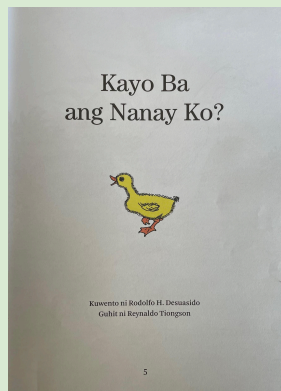 Kayo Ba
ang Nanay Ko?
Kuwento ni Rodolfo H. Desuasido
Guhit ni Reynaldo Tiongson
5